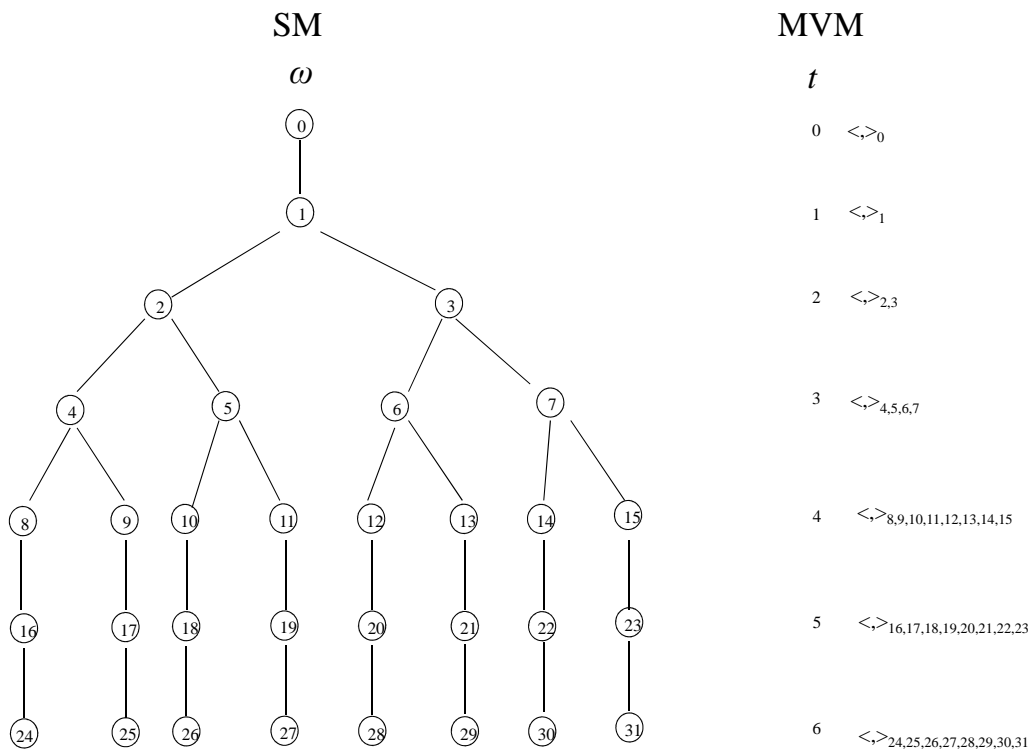 SM MVM
ω t
0 0 <,>0
1 1 <,>1
2 3 2 <,>2,3
4 5 6 7 3 <,>4,5,6,7
8 9 10 11 12 13 14 15 4 <,>8,9,10,11,12,13,14,15
16 17 18 19 20 21 22 23 5 <,>16,17,18,19,20,21,22,23
24 25 26 27 28 29 30 31 6 <,>24,25,26,27,28,29,30,31